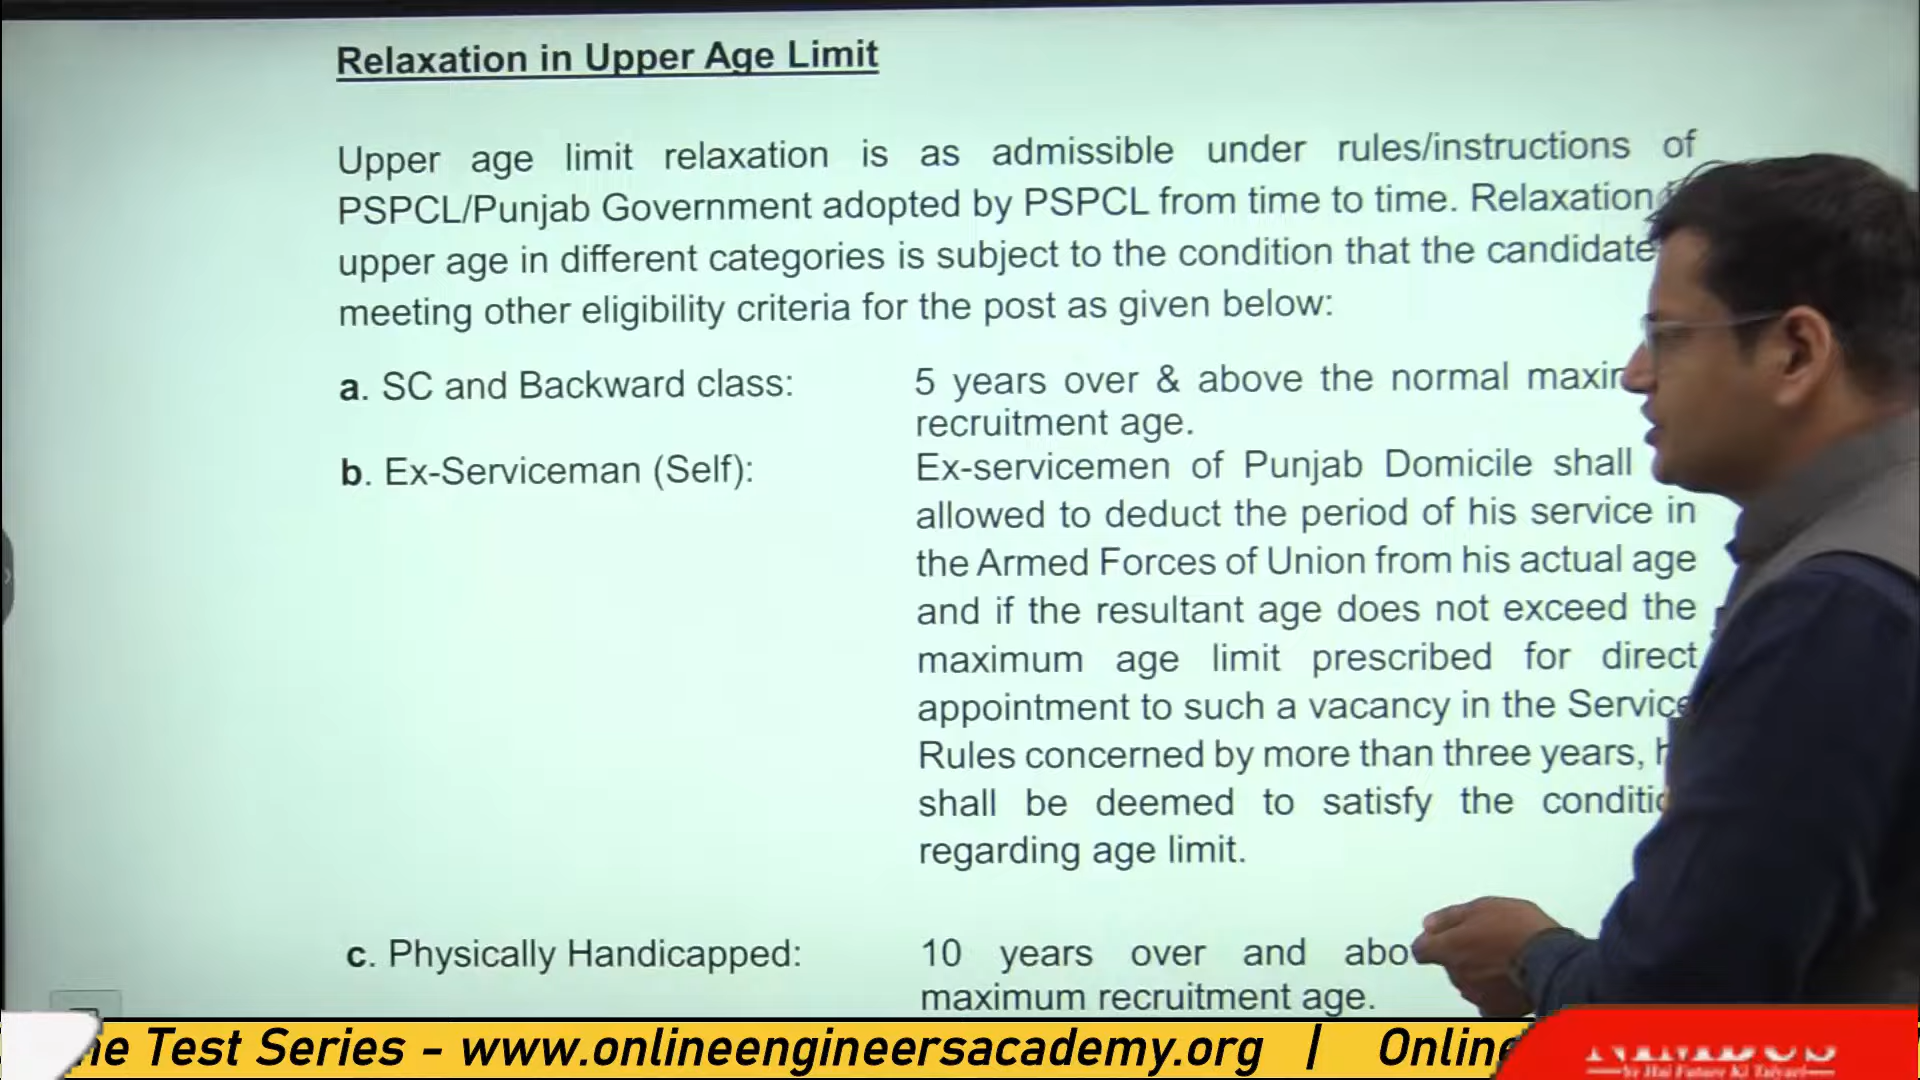 Relaxation in Upper Age Limit
Upper age limit relaxation is as admissible under rules/instructions of
PSPCL/Punjab Government adopted by PSPCL from time to time. Relaxation
upper age in different categories is subject to the condition that the candidate
meeting other eligibility criteria for the post as given below:
a. SC and Backward class:
5 years over & above the normal
recruitment age.
b. Ex-Serviceman (Self):
Ex-servicemen of Punjab Domicile shall
allowed to deduct the period of his service in
the Armed Forces of Union from his actual age
and if the resultant age does not exceed the
maximum age limit prescribed for direct
appointment to such a vacancy in the Service
Rules concerned by more than three years,
shall be deemed to satisfy the
regarding age limit.
c. Physically Handicapped:
10 years over and
maximum recruitment age.
Test Series - www.onlineengineersacademy.org |